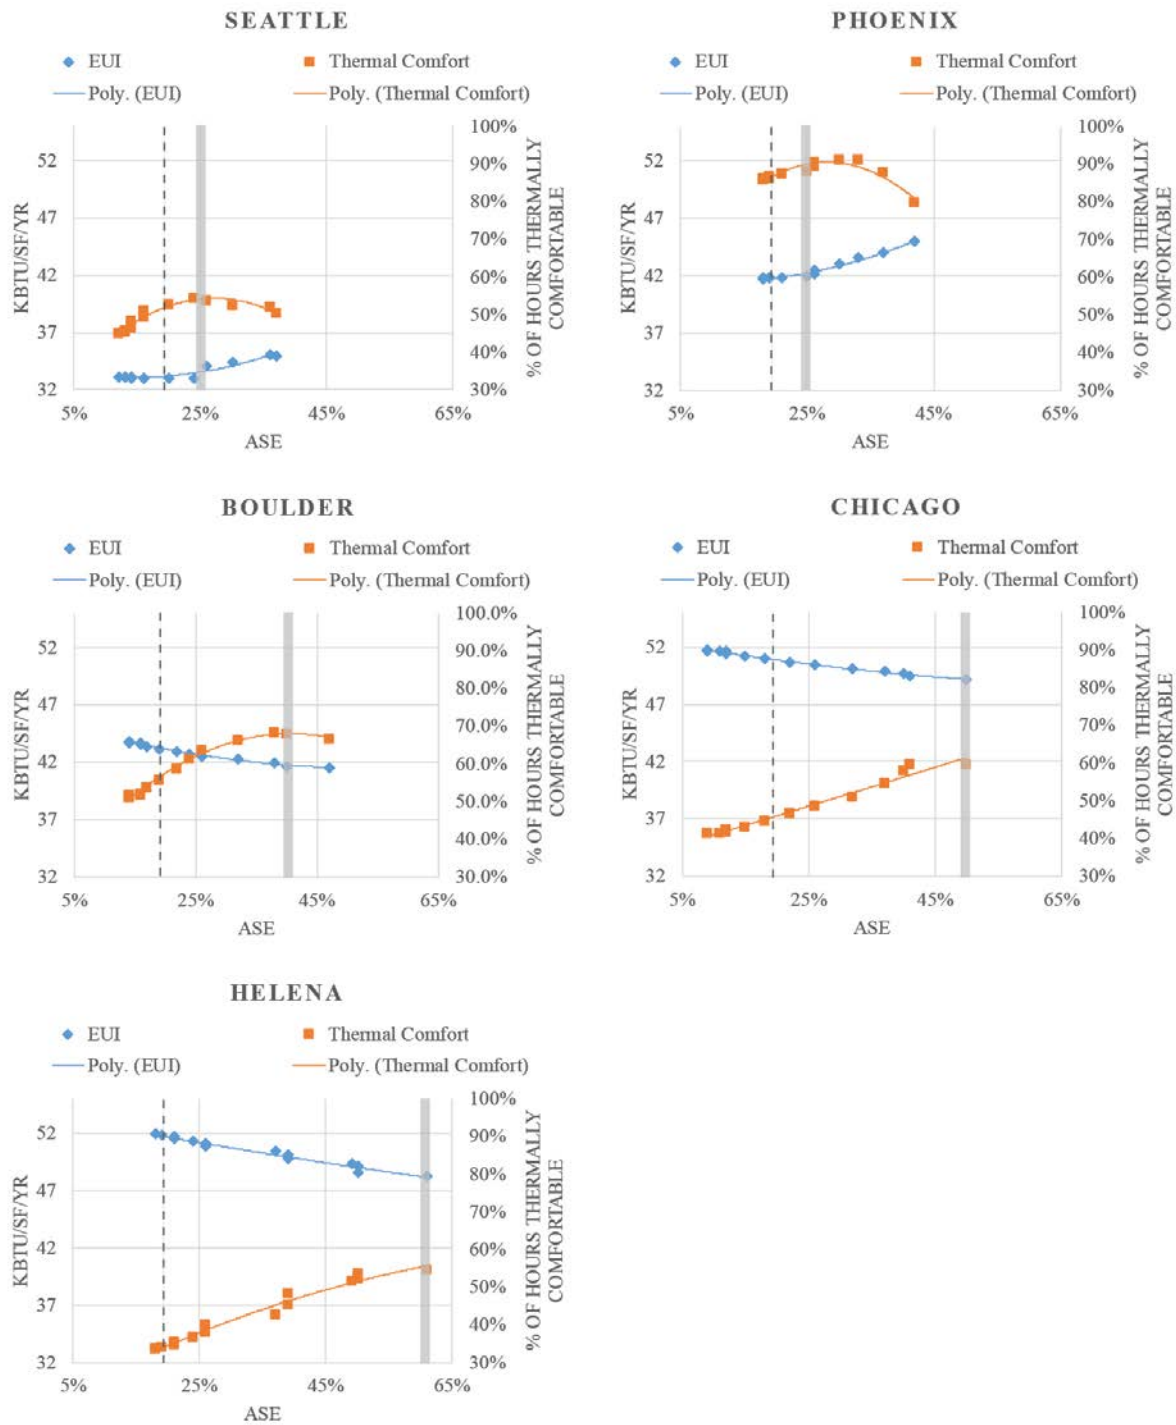 SEATTLE
EUI
Thermal Comfort
Poly. (EUI)
Poly. (Thermal Comfort)
KBTU/SF/YR
52
47
42
37
32
100%
90%
80%
70%
60%
50%
40%
30%
% OF HOURS THERMALLY
COMFORTABLE
5%
25%
45%
65%
ASE
PHOENIX
EUI
Thermal Comfort
Poly. (EUI)
Poly. (Thermal Comfort)
KBTU/SF/YR
52
47
42
37
32
100%
90%
80%
70%
60%
50%
40%
30%
% OF HOURS THERMALLY
COMFORTABLE
5%
25%
45%
65%
ASE
BOULDER
EUI
Thermal Comfort
Poly. (EUI)
Poly. (Thermal Comfort)
KBTU/SF/YR
52
47
42
37
32
100.0%
90.0%
80.0%
70.0%
60.0%
50.0%
40.0%
30.0%
% OF HOURS THERMALLY
COMFORTABLE
5%
25%
45%
65%
ASE
CHICAGO
EUI
Thermal Comfort
Poly. (EUI)
Poly. (Thermal Comfort)
KBTU/SF/YR
52
47
42
37
32
100%
90%
80%
70%
60%
50%
40%
30%
% OF HOURS THERMALLY
COMFORTABLE
5%
25%
45%
65%
ASE
HELENA
EUI
Thermal Comfort
Poly. (EUI)
Poly. (Thermal Comfort)
KBTU/SF/YR
52
47
42
37
32
100%
90%
80%
70%
60%
50%
40%
30%
% OF HOURS THERMALLY
COMFORTABLE
5%
25%
45%
65%
ASE